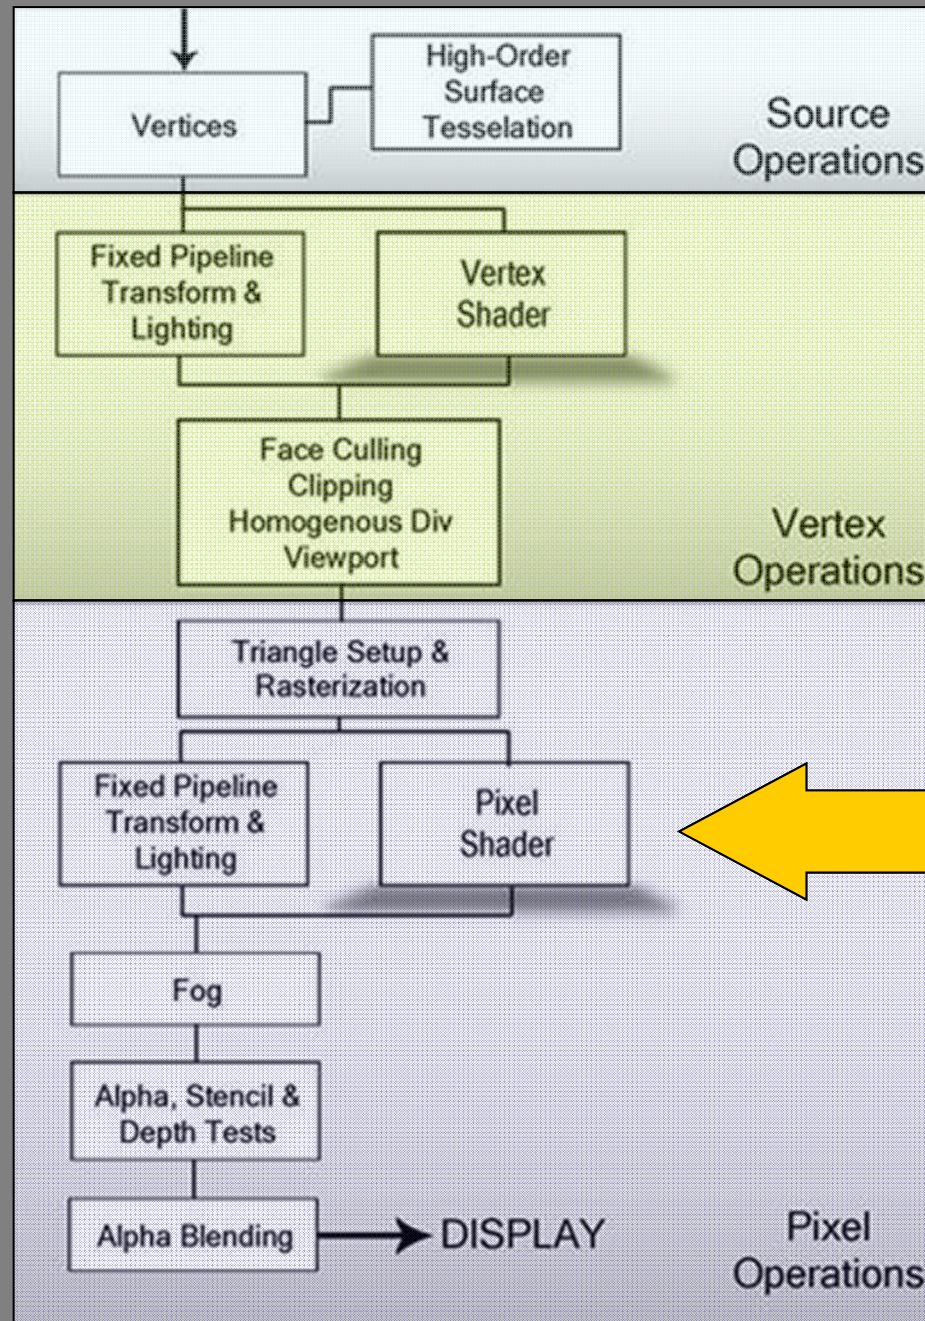 High-Order
Surface
Tesselation
Vertices
Source
Operations
Fixed Pipeline
Transform &
Lighting
Vertex
Shader
Face Culling
Clipping
Homogenous Div
Viewport
Vertex
Operations
Triangle Setup &
Rasterization
Fixed Pipeline
Transform &
Lighting
Pixel
Shader
Fog
Alpha, Stencil &
Depth Tests
Alpha Blending
DISPLAY
Pixel
Operations